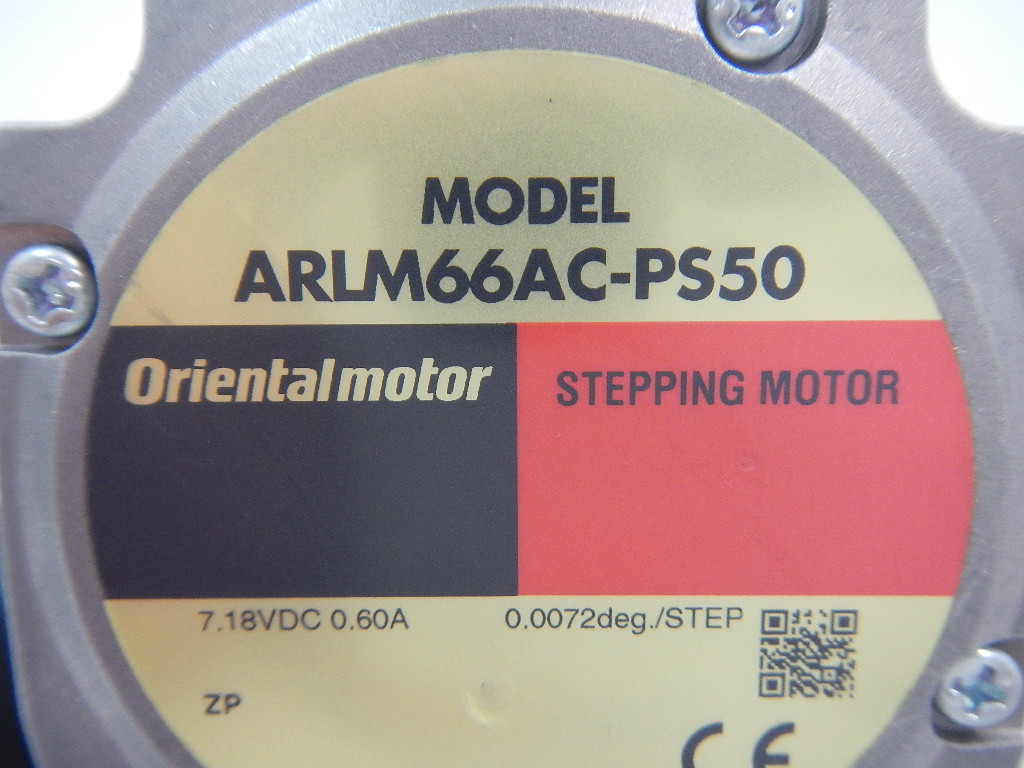 MODEL
ARLM66AC-PS50
Orientalmotor STEPPING MOTOR
7.18VDC 0.60A 0.0072deg./STEP
ZP
CE